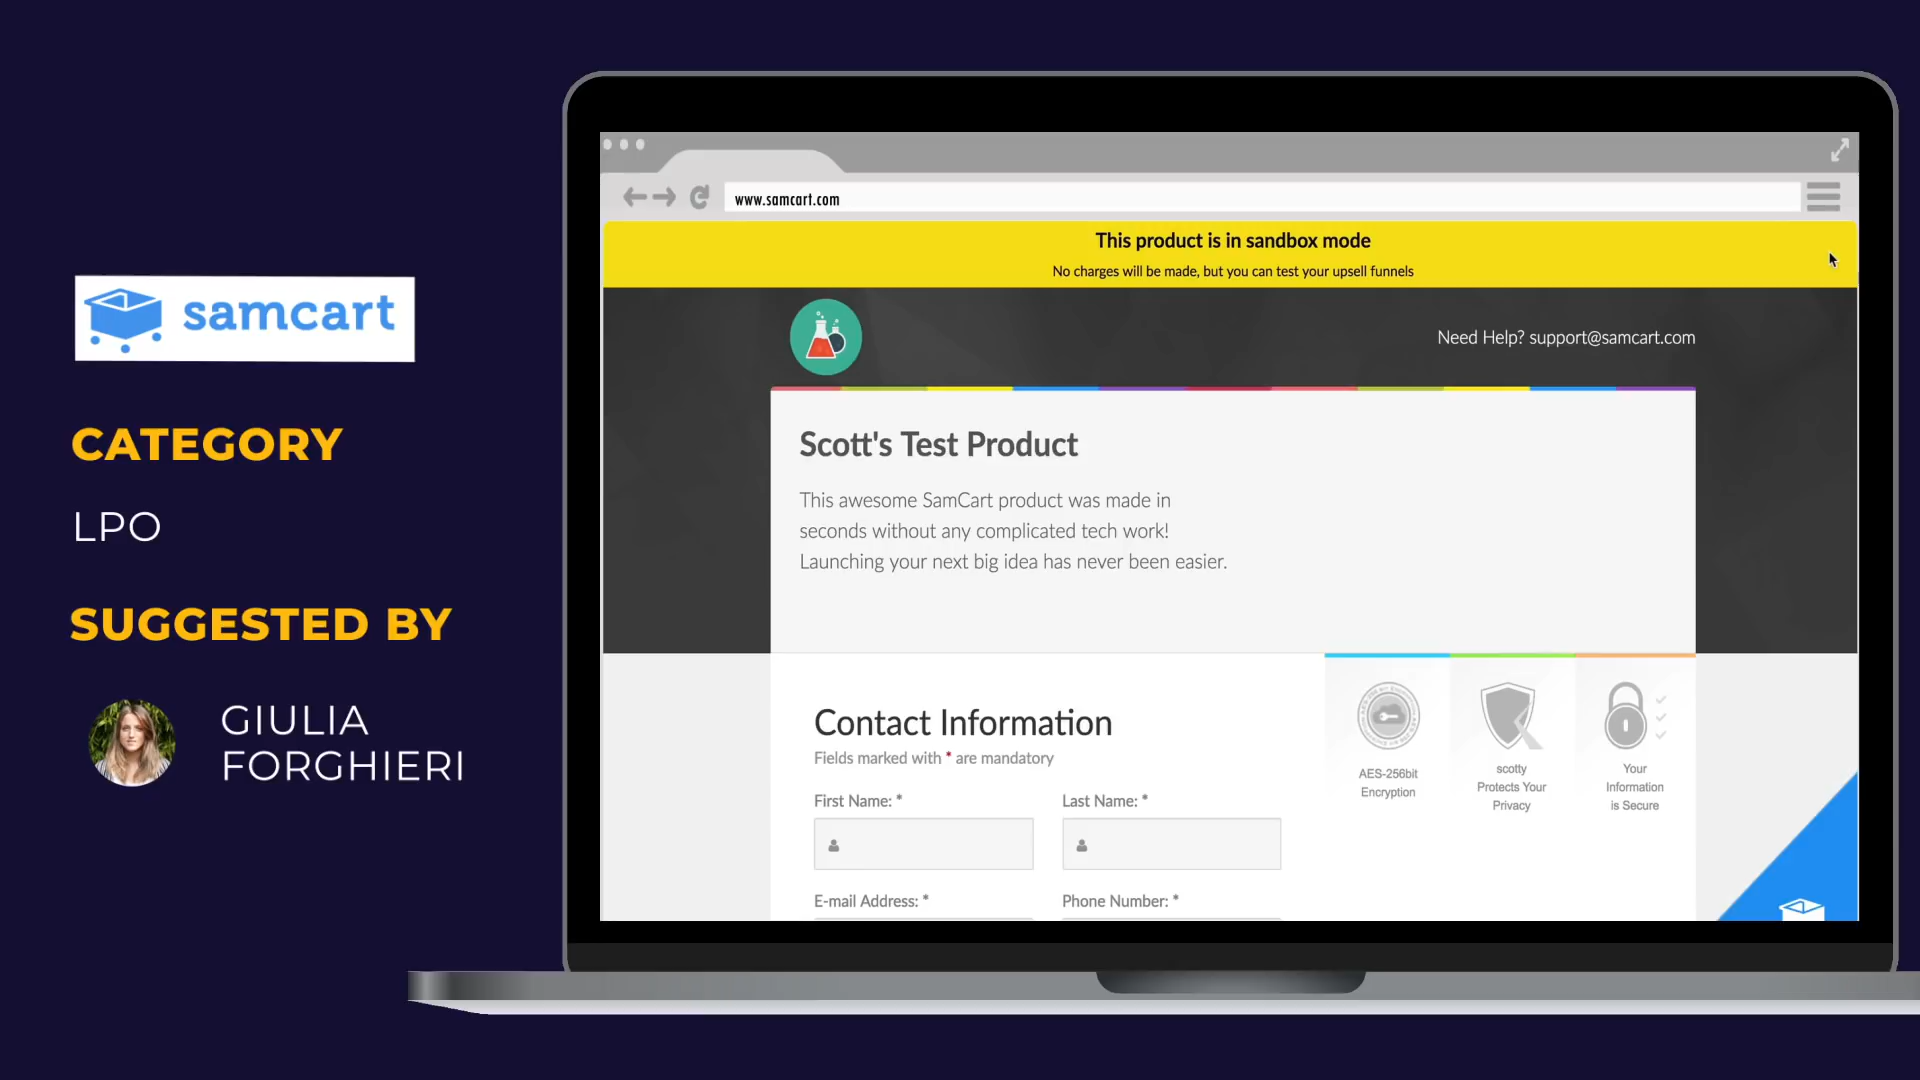 samcart
CATEGORY
LPO
SUGGESTED BY
GIULIA
FORGHIERI
www.samcart.com
This product is in sandbox mode
No charges will be made, but you can test your upsell funnels
Need Help? support@samcart.com
Scott's Test Product
This awesome SamCart product was made in
seconds without any complicated tech work!
Launching your next big idea has never been easier.
Contact Information
Fields marked with * are mandatory
First Name: *
Last Name: *
E-mail Address: *
Phone Number: *
AES-256bit
Encryption
scotty
Protects Your
Privacy
Your
Information
is Secure